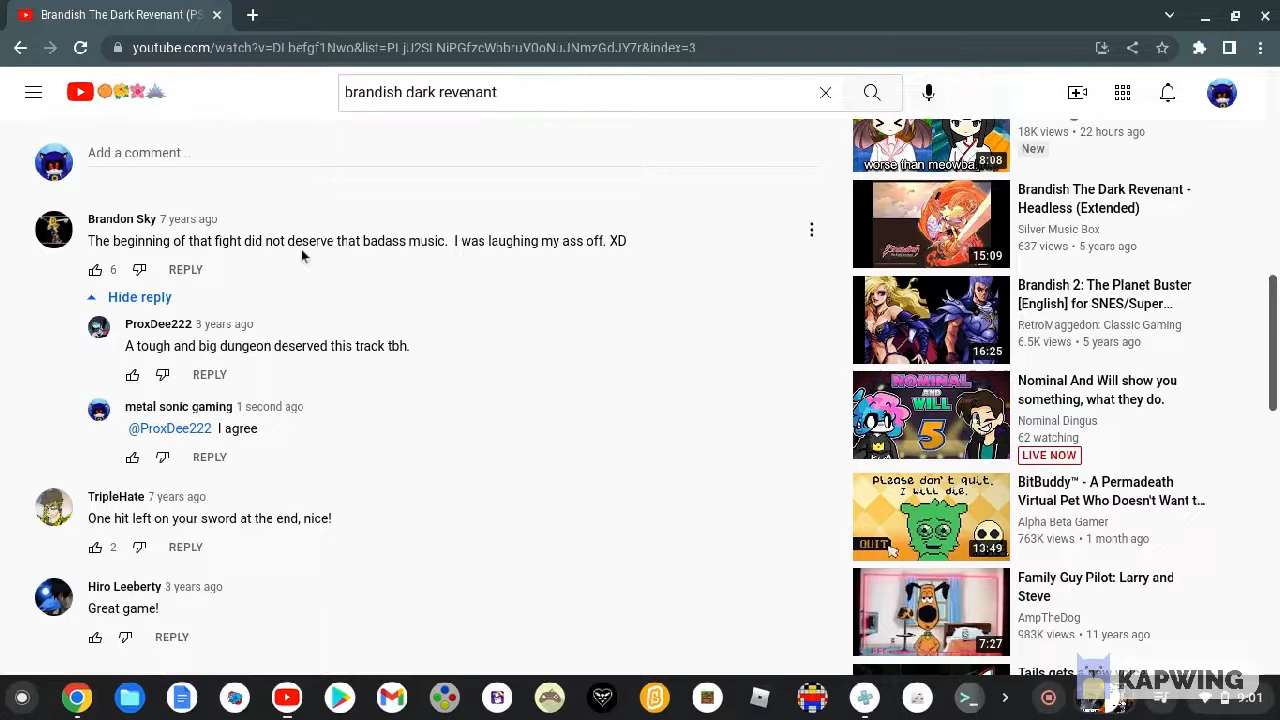 Brandish The Dark Revenant (PS
youtube.com/watch?v=DLbefgf1Nwo&list=PLjU2SLNiPGfzcWbbruV0oNuJNmzGdJY7r&index=3
brandish dark revenant
Add a comment...
Brandon Sky 7 years ago
The beginning of that fight did not deserve that badass music. I was laughing my ass off. XD
6 REPLY
Hide reply
ProxDee222 3 years ago
A tough and big dungeon deserved this track tbh.
REPLY
metal sonic gaming 1 second ago
@ProxDee222 I agree
REPLY
TripleHate 7 years ago
One hit left on your sword at the end, nice!
2 REPLY
Hiro Leeberty 3 years ago
Great game!
REPLY
worse than meowba
8:08
18K views • 22 hours ago
New
15:09
Brandish The Dark Revenant -
Headless (Extended)
Silver Music Box
637 views • 5 years ago
16:25
Brandish 2: The Planet Buster
[English] for SNES/Super...
RetroMaggedon: Classic Gaming
6.5K views • 5 years ago
NOMINAL
AND
WILL
5
Nominal And Will show you
something, what they do.
Nominal Dingus
62 watching
LIVE NOW
Please don't quit.
I will die.
QUIT
13:49
BitBuddy™ - A Permadeath
Virtual Pet Who Doesn't Want t...
Alpha Beta Gamer
763K views • 1 month ago
7:27
Family Guy Pilot: Larry and
Steve
AmpTheDog
983K views • 11 years ago
Tails gets
KAPWING
9:01